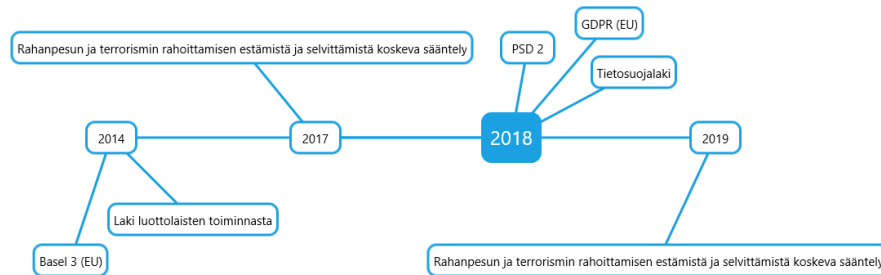 GDPR (EU)
Rahanpesun ja terrorismin rahoittamisen estämistä ja selvittämistä koskeva sääntely
PSD 2
Tietosuojalaki
2014
2017
2018
2019
Laki luottolaisten toiminnasta
Basel 3 (EU)
Rahanpesun ja terrorismin rahoittamisen estämistä ja selvittämistä koskeva sääntely